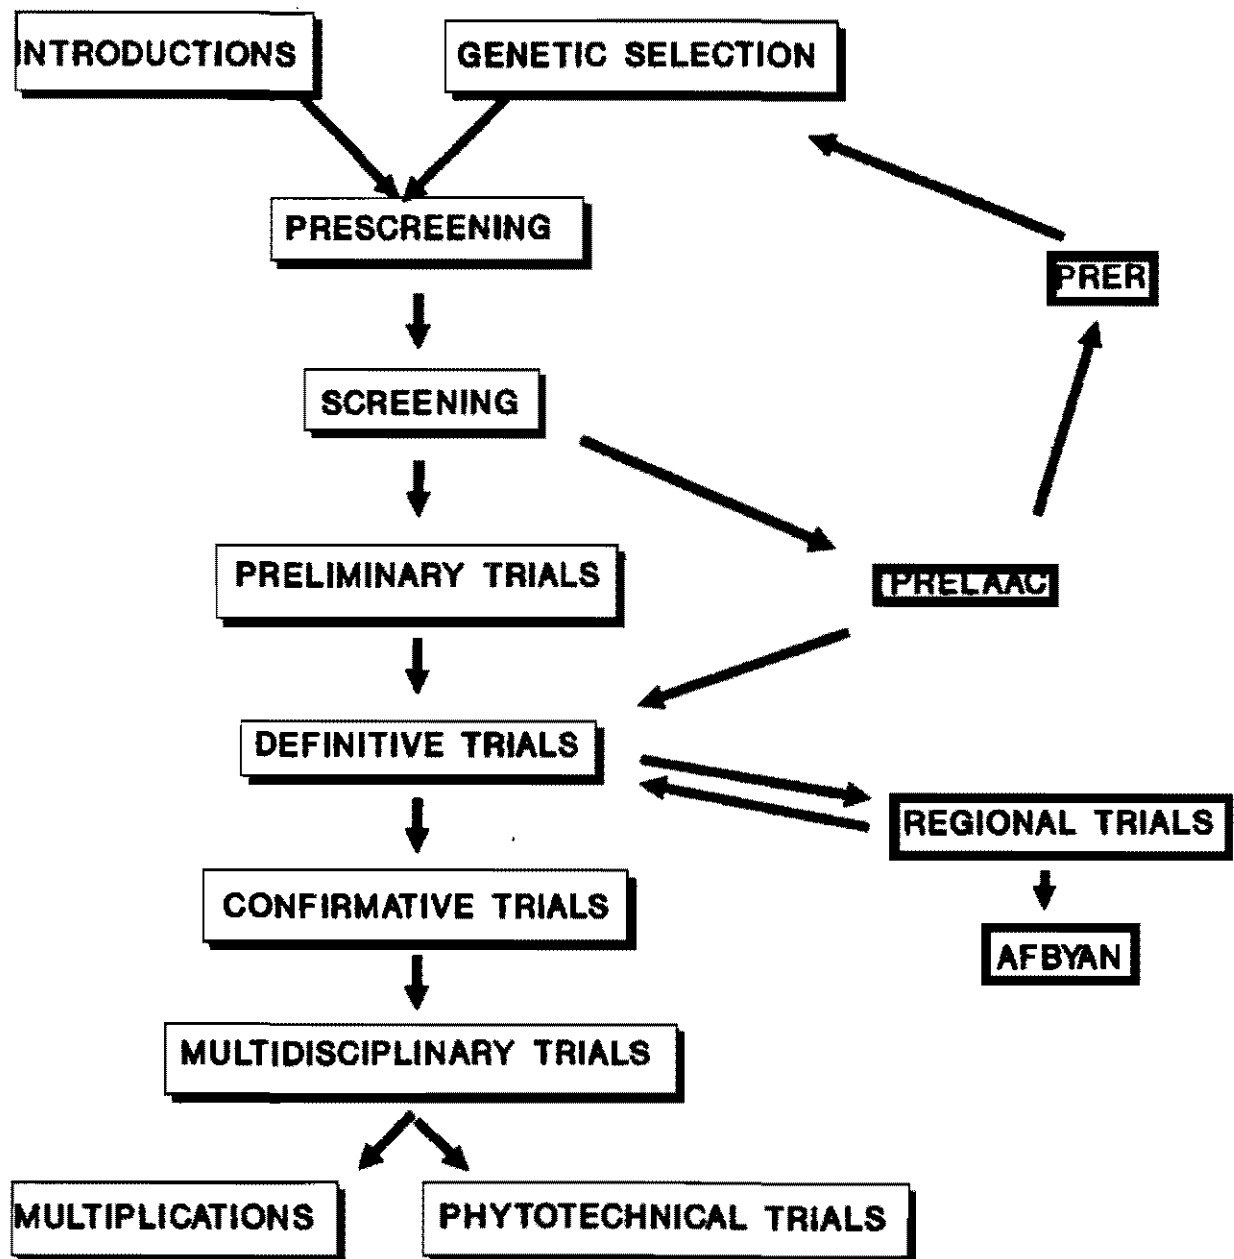 INTRODUCTIONS
GENETIC SELECTION
PRESCREENING
PRER
SCREENING
PRELIMINARY TRIALS
PRELAAC
DEFINITIVE TRIALS
REGIONAL TRIALS
CONFIRMATIVE TRIALS
AFBYAN
MULTIDISCIPLINARY TRIALS
MULTIPLICATIONS
PHYTOTECHNICAL TRIALS